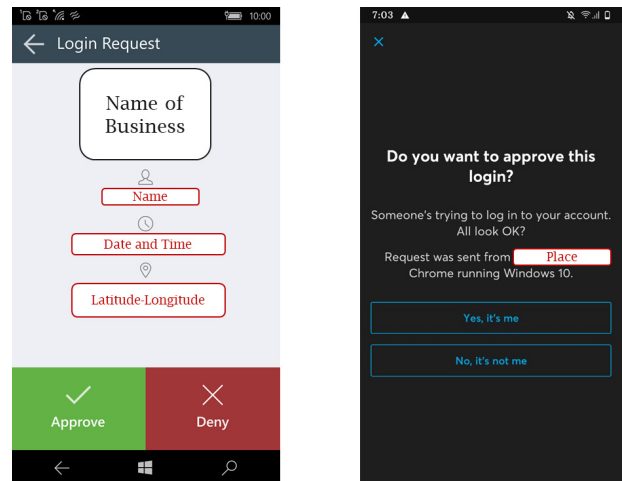 10:00
Login Request
Name of
Business
Name
Date and Time
Latitude-Longitude
Approve
Deny
7:03
Do you want to approve this
login?
Someone's trying to log in to your account.
All look OK?
Request was sent from Place
Chrome running Windows 10.
Yes, it's me
No, it's not me